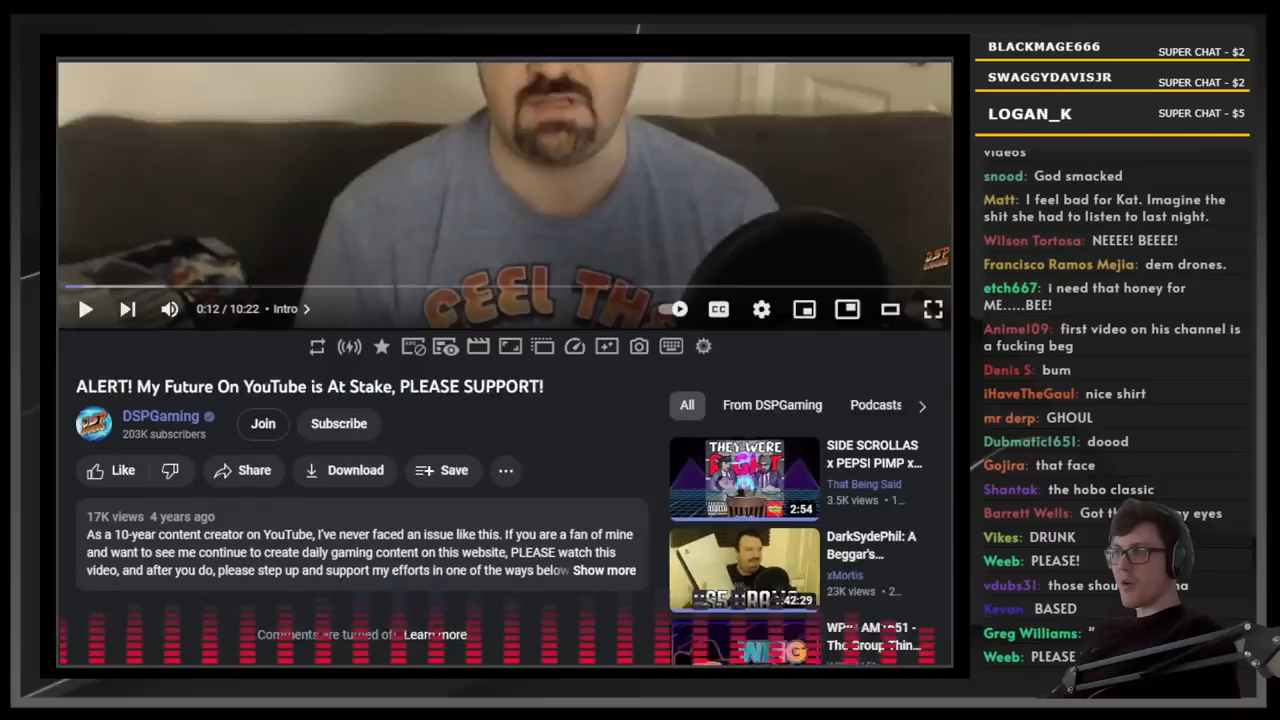 BLACKMAGE666
SUPER CHAT - $2
SWAGGYDAVISJR
SUPER CHAT - $2
LOGAN_K
SUPER CHAT - $5
FEEL THE
DSP
GAMING
CC
0:12 / 10:22 • Intro
ALERT! My Future On YouTube is At Stake, PLEASE SUPPORT!
DSPGaming
203K subscribers
Join
Subscribe
Like
Share
Download
Save
17K views 4 years ago
As a 10-year content creator on YouTube, I've never faced an issue like this. If you are a fan of mine
and want to see me continue to create daily gaming content on this website, PLEASE watch this
video, and after you do, please step up and support my efforts in one of the ways below Show more
Comments are turned off. Learn more
All
From DSPGaming
Podcasts
THEY WERE
RIGHT
2:54
SIDE SCROLLAS
x PEPSI PIMP x...
That Being Said
3.5K views • 1...
42:29
DarkSydePhil: A
Beggar's...
xMortis
23K views • 2...
The Group Thin...
videos
snood: God smacked
Matt: I feel bad for Kat. Imagine the
shit she had to listen to last night.
Wilson Tortosa: NEEEE! BEEEE!
Francisco Ramos Mejia: dem drones.
etch667: i need that honey for
ME.....BEE!
Anime109: first video on his channel is
a fucking beg
Denis S: bum
iHaveTheGaul: nice shirt
mr derp: GHOUL
Dubmatic1651: doood
Gojira: that face
Shantak: the hobo classic
Barrett Wells: Got my eyes
Vikes: DRUNK
Weeb: PLEASE!
vdubs31: those
Kevan: BASED
Greg Williams: "
Weeb: PLEASE